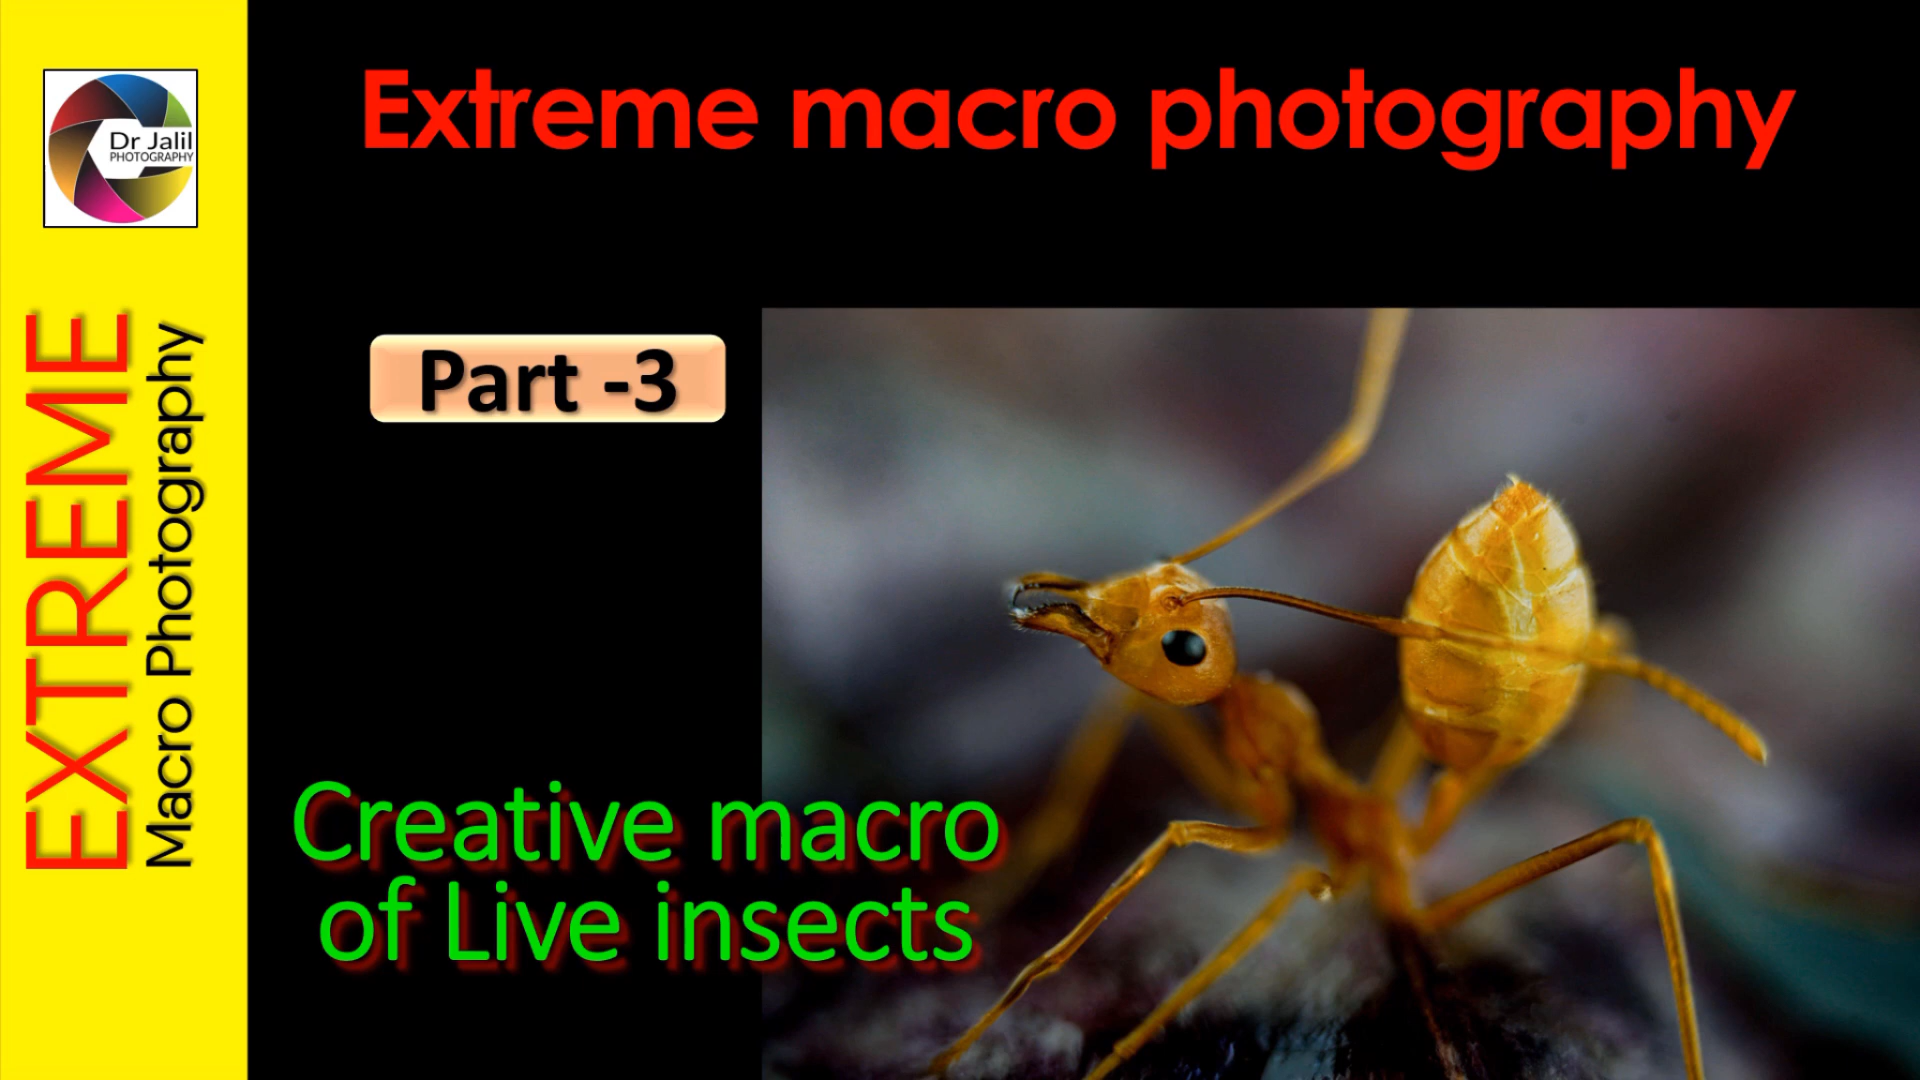 Dr Jalil
PHOTOGRAPHY
EXTREME
Macro Photography
Extreme macro photography
Part -3
Creative macro
of Live insects